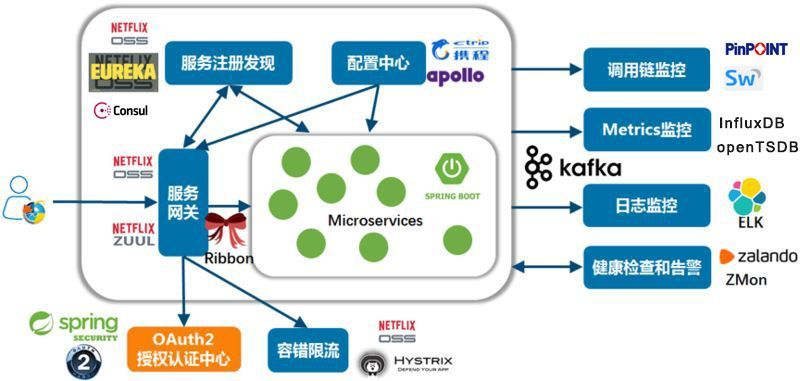 NETFLIX
OSS
NETFLIX
EUREKA
OSS
Consul
服务注册发现
配置中心
ctrip
携程
apollo
NETFLIX
OSS
NETFLIX
ZUUL
服务
网关
Ribbon
Microservices
SPRING BOOT
kafka
调用链监控
PINPOINT
Sw
Metrics监控
InfluxDB
openTSDB
日志监控
ELK
健康检查和告警
zalando
ZMon
spring
SECURITY
OAUTH
2
OAuth2
授权认证中心
容错限流
NETFLIX
OSS
HYSTRIX
DEFEND YOUR APP